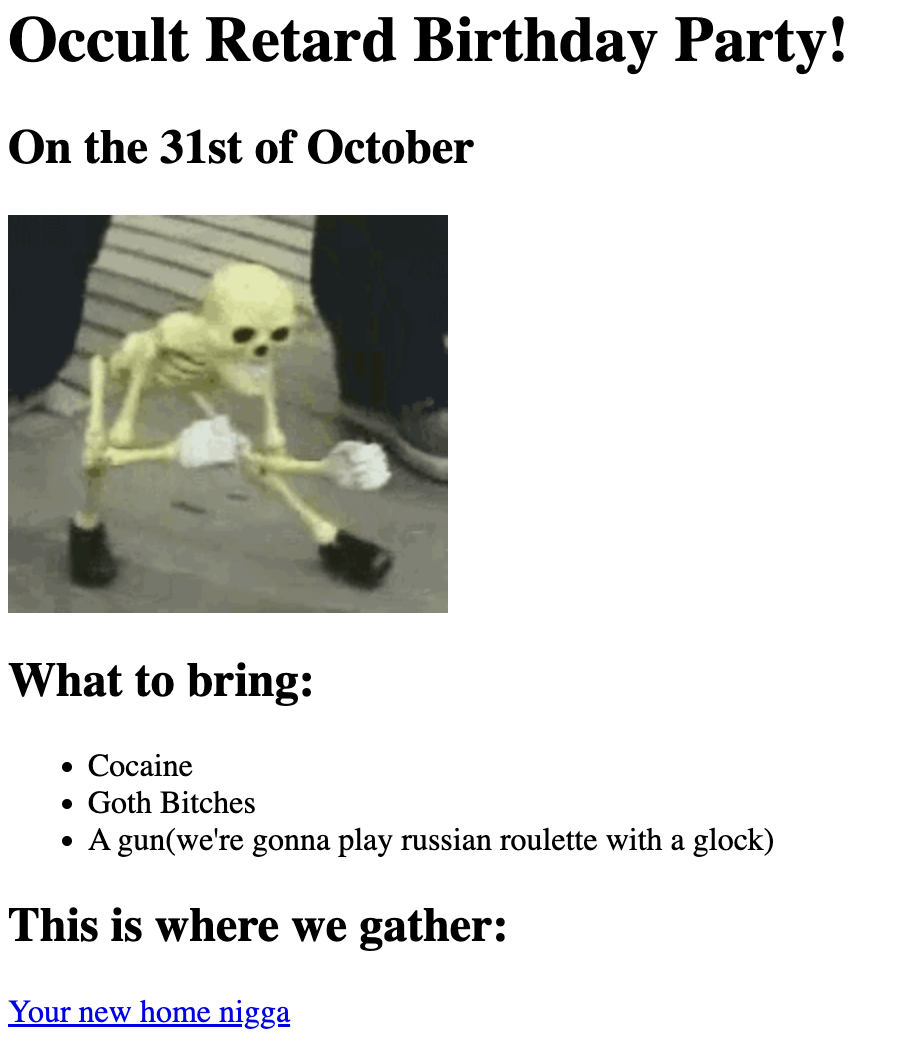 Occult Retard Birthday Party!
On the 31st of October
What to bring:
Cocaine
Goth Bitches
A gun(we're gonna play russian roulette with a glock)
This is where we gather:
Your new home nigga